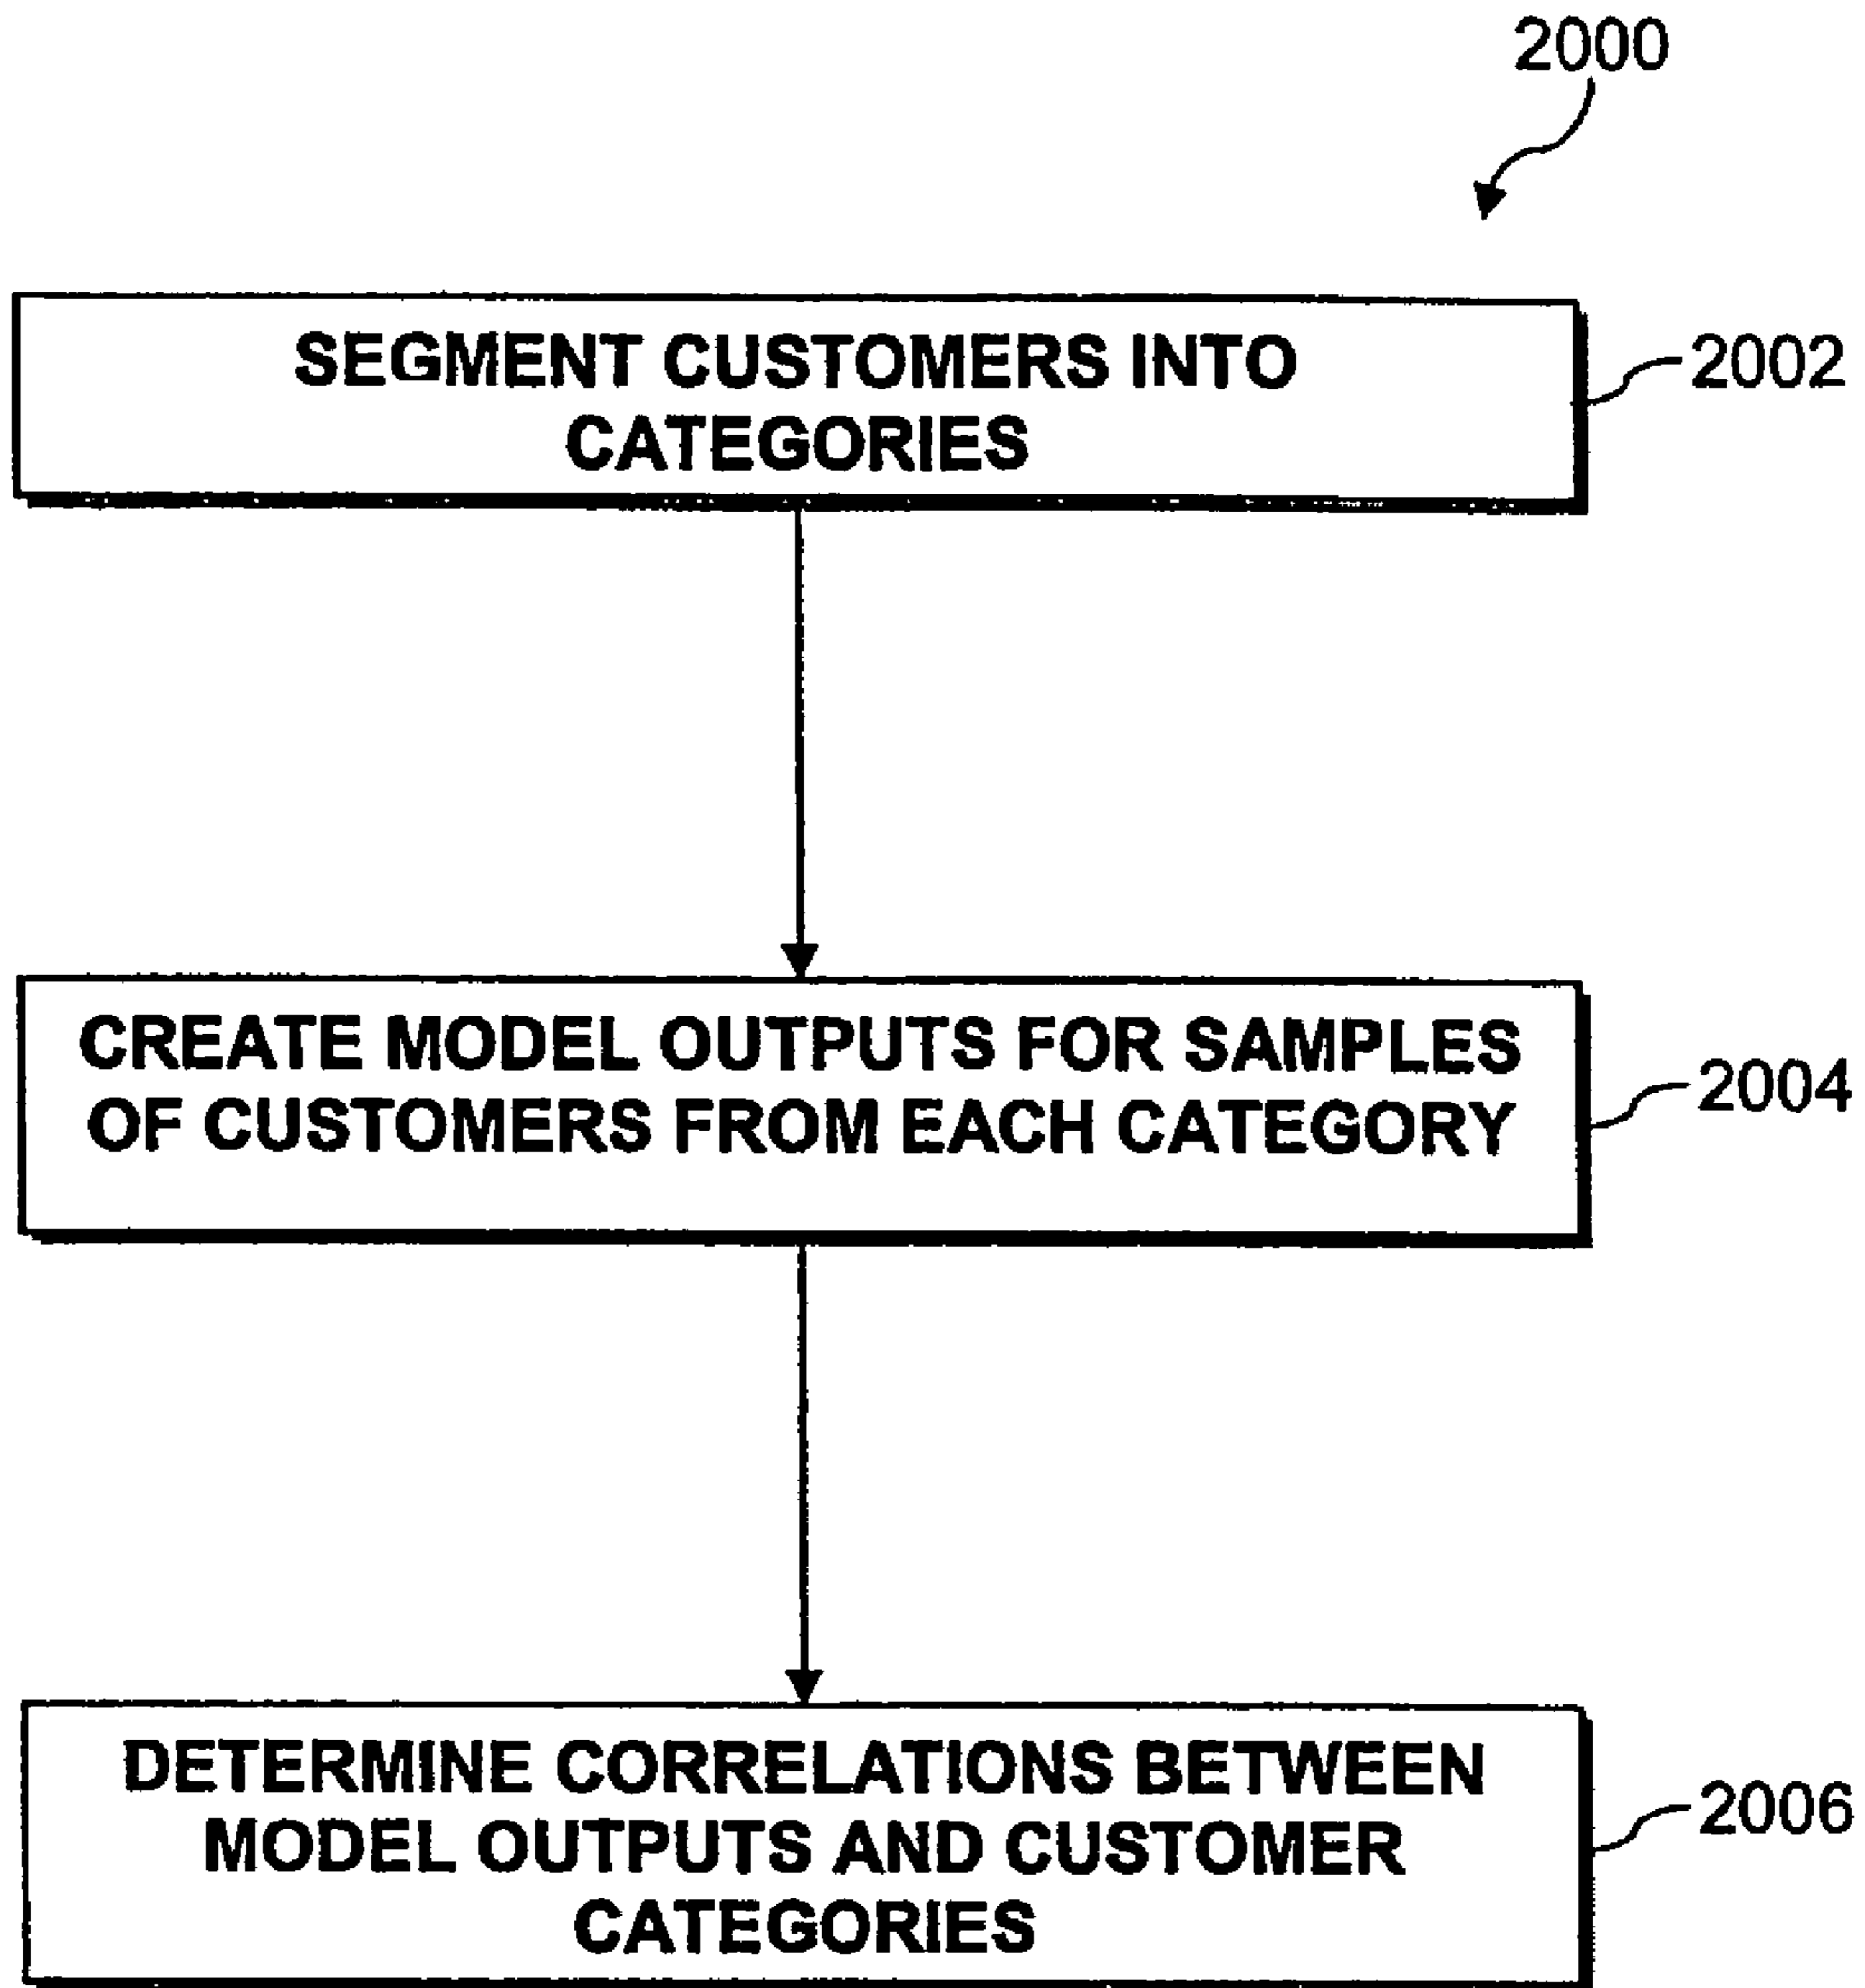 2000
SEGMENT CUSTOMERS INTO
CATEGORIES
2002
CREATE MODEL OUTPUTS FOR SAMPLES
OF CUSTOMERS FROM EACH CATEGORY
2004
DETERMINE CORRELATIONS BETWEEN
MODEL OUTPUTS AND CUSTOMER
CATEGORIES
2006